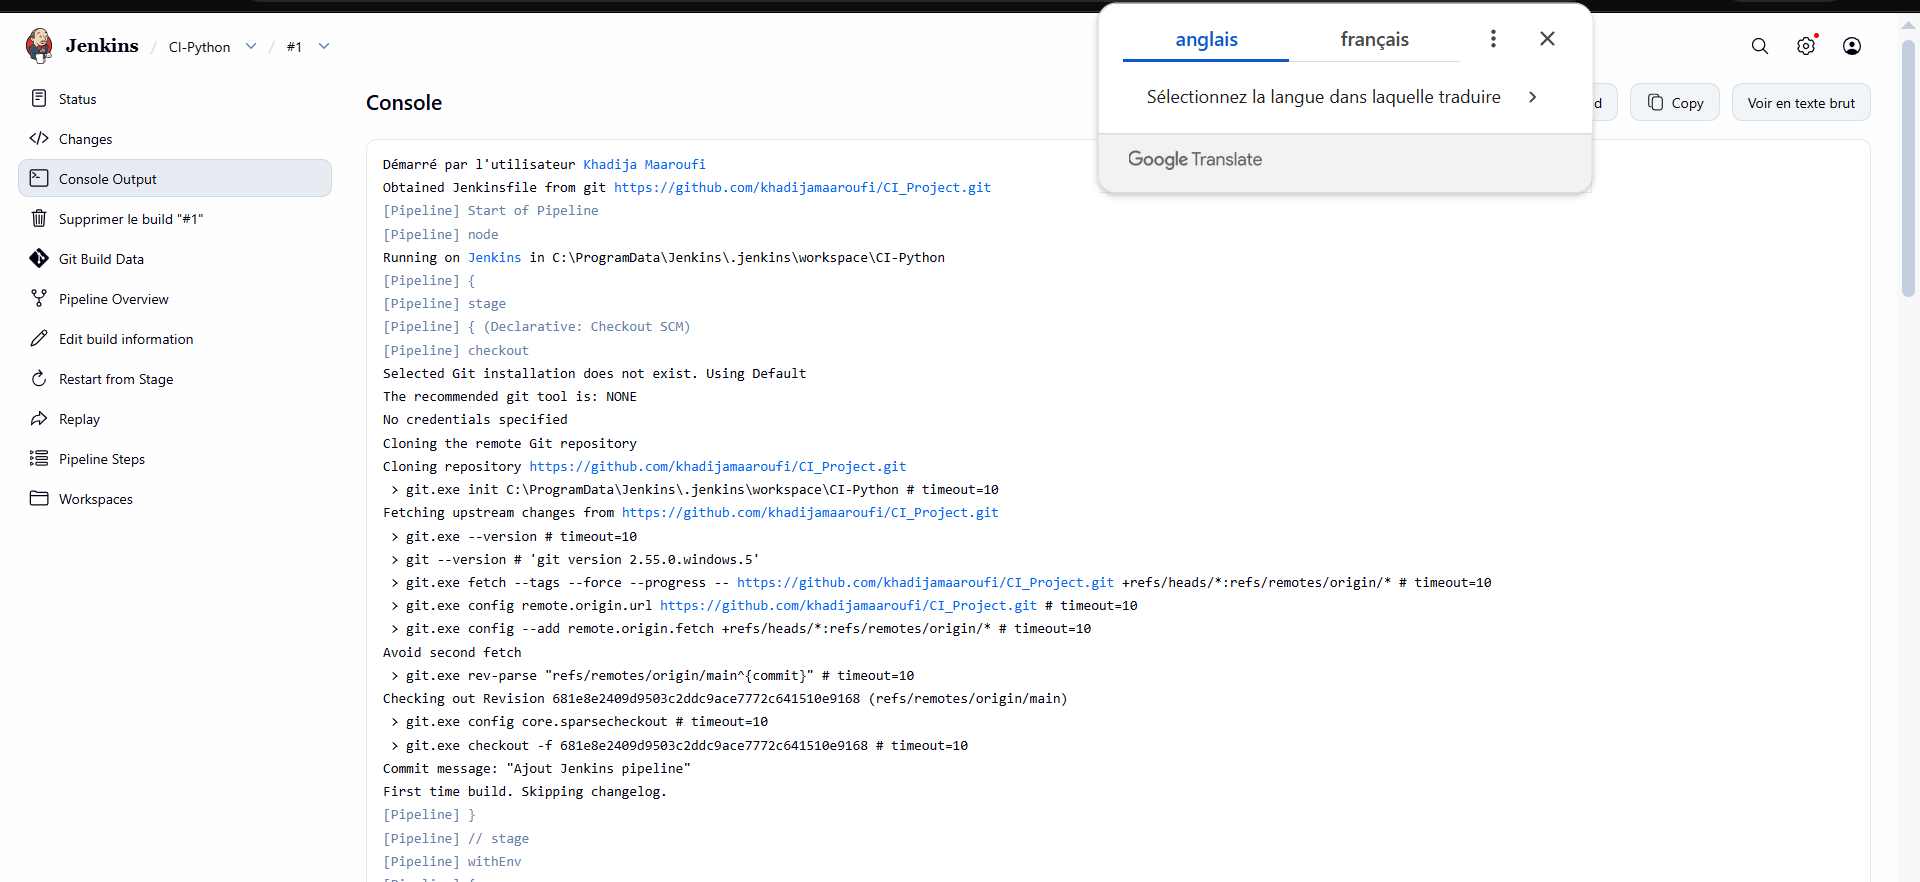 Jenkins / CI-Python / #1
anglais français
Sélectionnez la langue dans laquelle traduire
Google Translate
Status
Changes
Console Output
Supprimer le build "#1"
Git Build Data
Pipeline Overview
Edit build information
Restart from Stage
Replay
Pipeline Steps
Workspaces
Console
d
Copy
Voir en texte brut
Démarré par l'utilisateur Khadija Maaroufi
Obtained Jenkinsfile from git https://github.com/khadijamaaroufi/CI_Project.git
[Pipeline] Start of Pipeline
[Pipeline] node
Running on Jenkins in C:\ProgramData\Jenkins\.jenkins\workspace\CI-Python
[Pipeline] {
[Pipeline] stage
[Pipeline] { (Declarative: Checkout SCM)
[Pipeline] checkout
Selected Git installation does not exist. Using Default
The recommended git tool is: NONE
No credentials specified
Cloning the remote Git repository
Cloning repository https://github.com/khadijamaaroufi/CI_Project.git
> git.exe init C:\ProgramData\Jenkins\.jenkins\workspace\CI-Python # timeout=10
Fetching upstream changes from https://github.com/khadijamaaroufi/CI_Project.git
> git.exe --version # timeout=10
> git --version # 'git version 2.55.0.windows.5'
> git.exe fetch --tags --force --progress -- https://github.com/khadijamaaroufi/CI_Project.git +refs/heads/*:refs/remotes/origin/* # timeout=10
> git.exe config remote.origin.url https://github.com/khadijamaaroufi/CI_Project.git # timeout=10
> git.exe config --add remote.origin.fetch +refs/heads/*:refs/remotes/origin/* # timeout=10
Avoid second fetch
> git.exe rev-parse "refs/remotes/origin/main^{commit}" # timeout=10
Checking out Revision 681e8e2409d9503c2ddc9ace7772c641510e9168 (refs/remotes/origin/main)
> git.exe config core.sparsecheckout # timeout=10
> git.exe checkout -f 681e8e2409d9503c2ddc9ace7772c641510e9168 # timeout=10
Commit message: "Ajout Jenkins pipeline"
First time build. Skipping changelog.
[Pipeline] }
[Pipeline] // stage
[Pipeline] withEnv